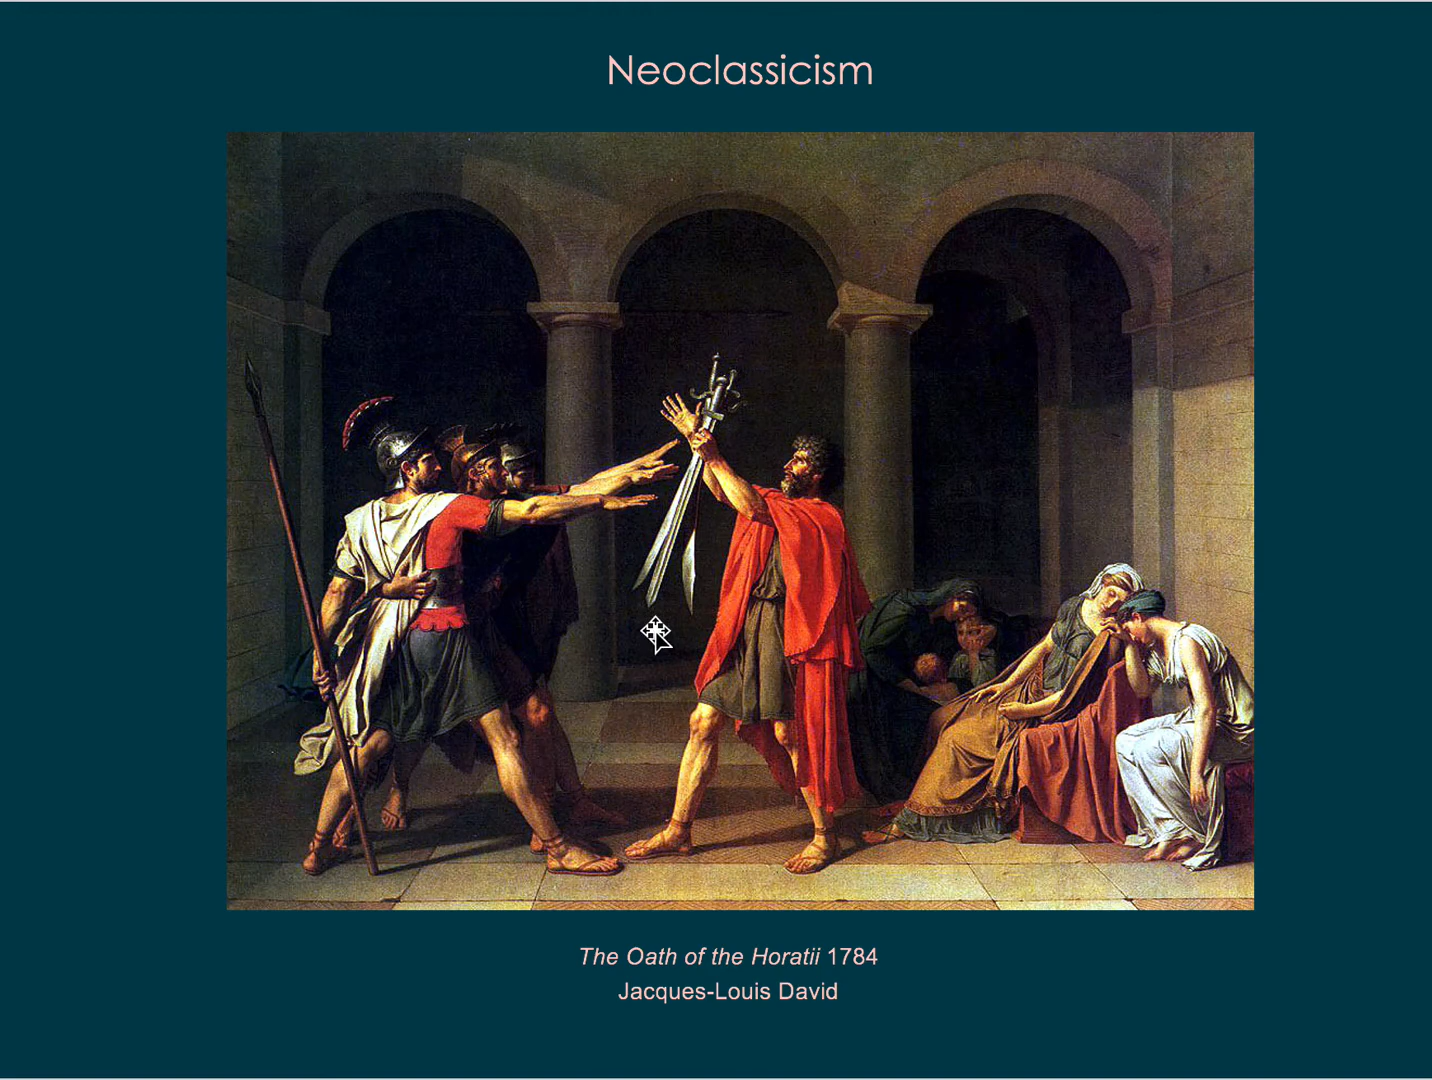 Neoclassicism
The Oath of the Horatii 1784
Jacques-Louis David